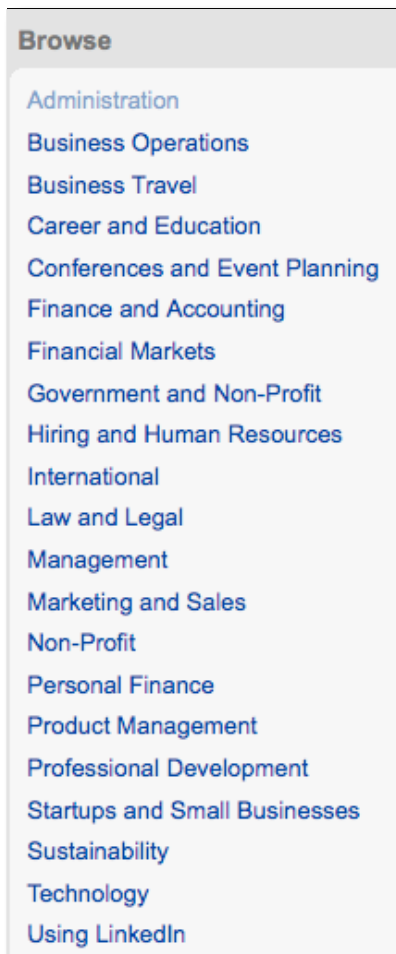 Browse
Administration
Business Operations
Business Travel
Career and Education
Conferences and Event Planning
Finance and Accounting
Financial Markets
Government and Non-Profit
Hiring and Human Resources
International
Law and Legal
Management
Marketing and Sales
Non-Profit
Personal Finance
Product Management
Professional Development
Startups and Small Businesses
Sustainability
Technology
Using LinkedIn